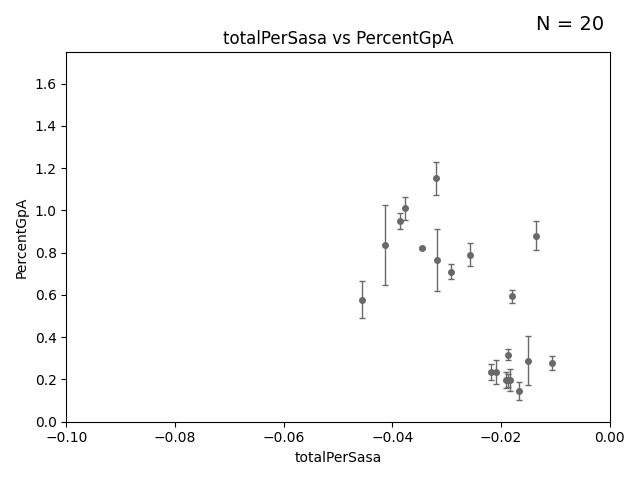 N = 20
totalPerSasa vs PercentGpA
PercentGpA
1.6
1.4
1.2
1.0
0.8
0.6
0.4
0.2
0.0
−0.10 −0.08 −0.06 −0.04 −0.02 0.00
totalPerSasa